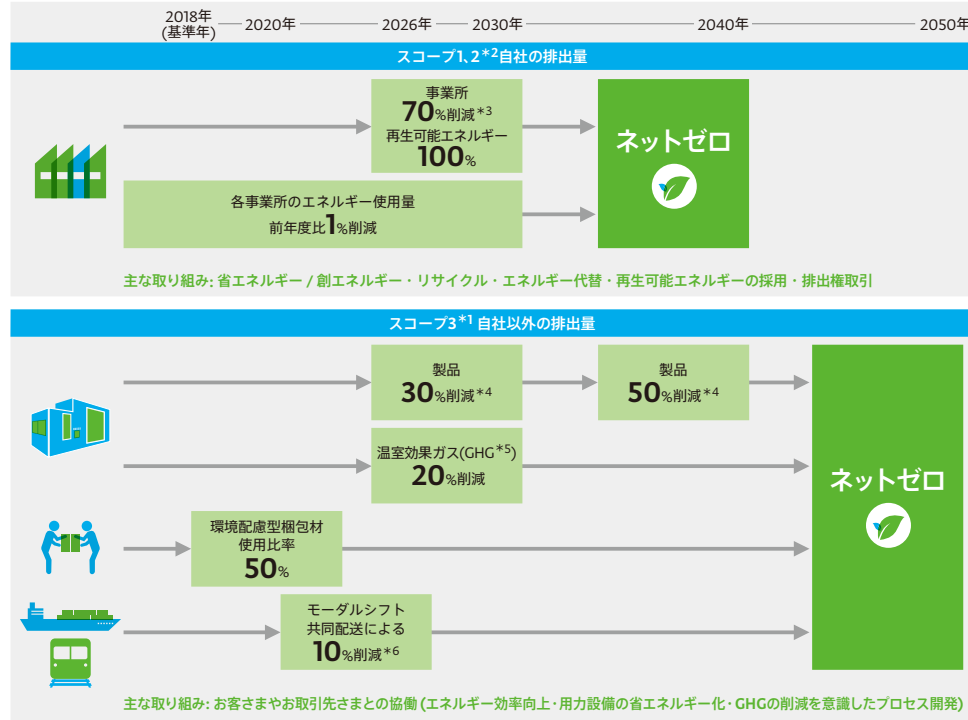 2018年
(基準年)
2020年
2026年
2030年
2040年
2050年
スコープ1、2*2自社の排出量
事業所
70%削減*3
再生可能エネルギー
100%
ネットゼロ
各事業所のエネルギー使用量
前年度比1%削減
主な取り組み: 省エネルギー / 創エネルギー・リサイクル・エネルギー代替・再生可能エネルギーの採用・排出権取引
スコープ3*1 自社以外の排出量
製品
30%削減*4
製品
50%削減*4
温室効果ガス(GHG*5)
20%削減
ネットゼロ
環境配慮型梱包材
使用比率
50%
モーダルシフト
共同配送による
10%削減*6
主な取り組み: お客さまやお取引先さまとの協働 (エネルギー効率向上・用力設備の省エネルギー化・GHGの削減を意識したプロセス開発)